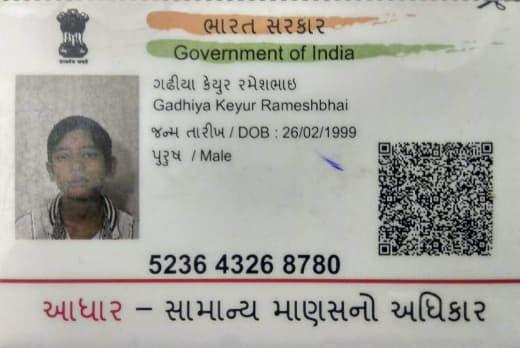 ભારત સરકાર
Government of India
ગઢીયા કેયુર રમેશભાઇ
Gadhiya Keyur Rameshbhai
જન્મ તારીખ / DOB : 26/02/1999
પુરુષ / Male
5236 4326 8780
આધાર – સામાન્ય માણસનો અધિકાર